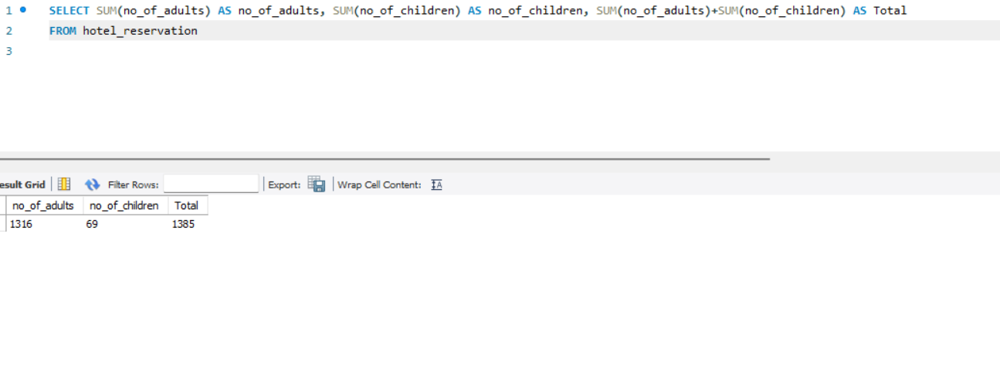 1 SELECT SUM(no_of_adults) AS no_of_adults, SUM(no_of_children) AS no_of_children, SUM(no_of_adults)+SUM(no_of_children) AS Total
2 FROM hotel_reservation
3
esult Grid Filter Rows: Export: Wrap Cell Content: IA
no_of_adults no_of_children Total
1316 69 1385